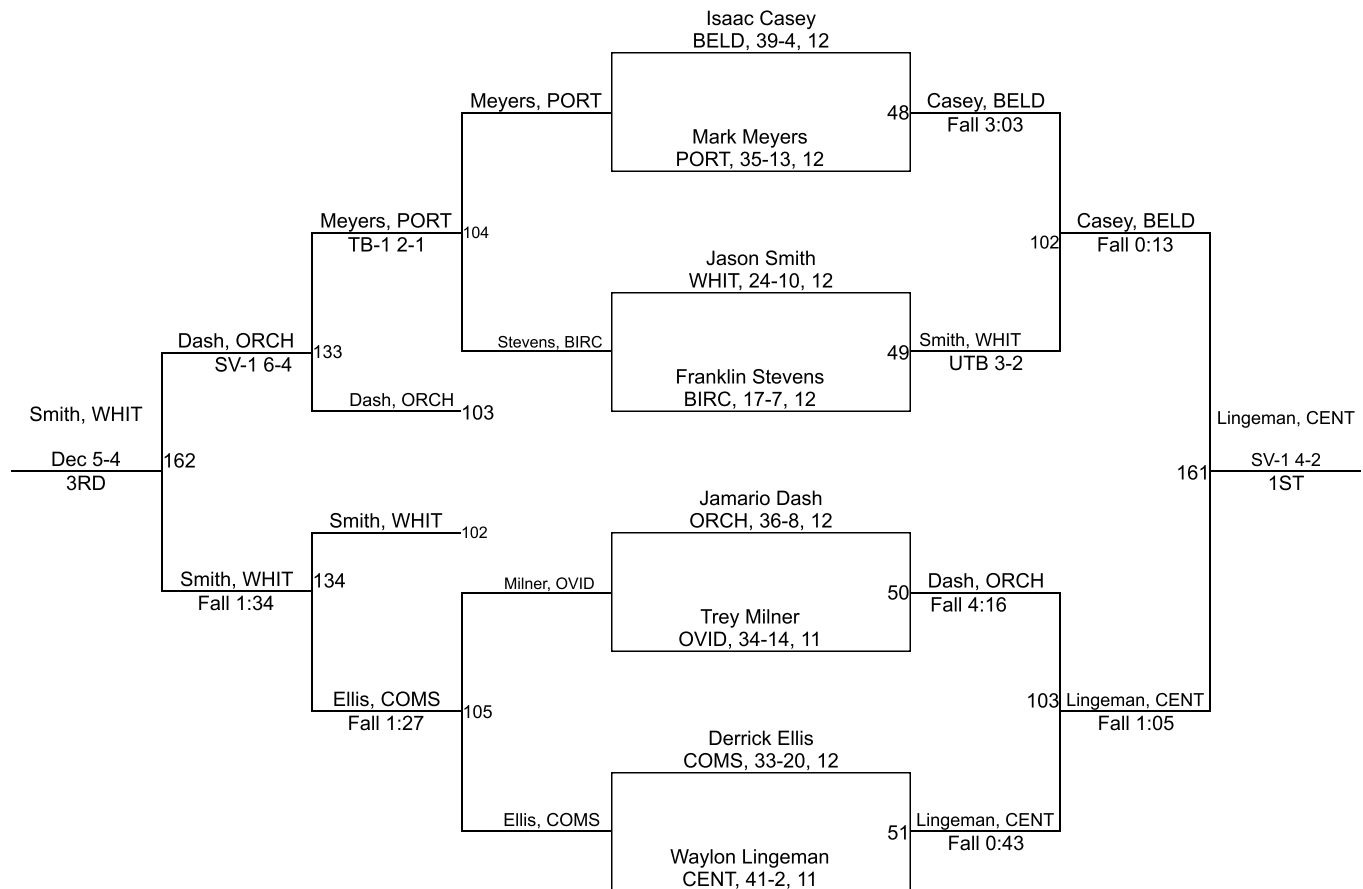 Isaac Casey
BELD, 39-4, 12
Meyers, PORT
48
Casey, BELD
Fall 3:03
Mark Meyers
PORT, 35-13, 12
Meyers, PORT
TB-1 2-1
104
Casey, BELD
Fall 0:13
102
Jason Smith
WHIT, 24-10, 12
Dash, ORCH
SV-1 6-4
133
Stevens, BIRC
49
Smith, WHIT
UTB 3-2
Franklin Stevens
BIRC, 17-7, 12
Dash, ORCH
103
Smith, WHIT
Dec 5-4
3RD
162
Lingeman, CENT
161
SV-1 4-2
1ST
Jamario Dash
ORCH, 36-8, 12
Smith, WHIT
102
Smith, WHIT
Fall 1:34
134
Milner, OVID
50
Dash, ORCH
Fall 4:16
Trey Milner
OVID, 34-14, 11
Ellis, COMS
Fall 1:27
105
103
Lingeman, CENT
Fall 1:05
Derrick Ellis
COMS, 33-20, 12
Ellis, COMS
51
Lingeman, CENT
Fall 0:43
Waylon Lingeman
CENT, 41-2, 11